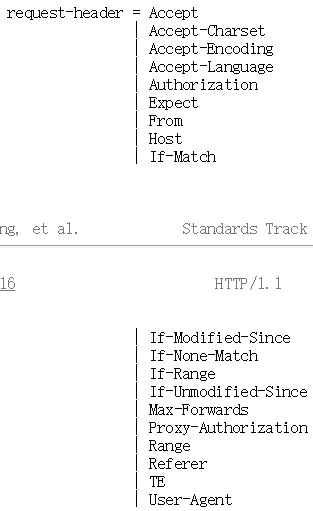 request-header = Accept
| Accept-Charset
| Accept-Encoding
| Accept-Language
| Authorization
| Expect
| From
| Host
| If-Match
ng, et al. Standards Track
16 HTTP/1.1
| If-Modified-Since
| If-None-Match
| If-Range
| If-Unmodified-Since
| Max-Forwards
| Proxy-Authorization
| Range
| Referer
| TE
| User-Agent